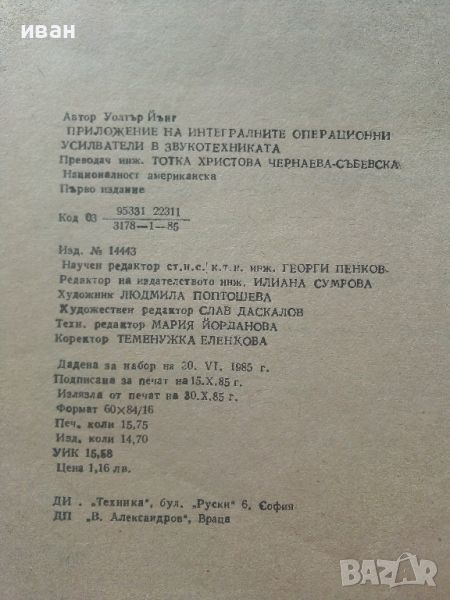 иван
Автор Уолтър Йънг
ПРИЛОЖЕНИЕ НА ИНТЕГРАЛНИТЕ ОПЕРАЦИОННИ
УСИЛВАТЕЛИ В ЗВУКОТЕХНИКАТА
Преводач инж. ТОТКА ХРИСТОВА ЧЕРНАЕВА-СЪБЕВСКА
Националност американска
Първо издание
Код 03 95331 22311
3178—1—85
Изд. № 14443
Научен редактор ст.н.с. к.т.н. инж. ГЕОРГИ ПЕНКОВ
Редактор на издателството инж. ИЛИАНА СУМРОВА
Художник ЛЮДМИЛА ПОПТОШЕВА
Художествен редактор СЛАВ ДАСКАЛОВ
Техн. редактор МАРИЯ ЙОРДАНОВА
Коректор ТЕМЕНУЖКА ЕЛЕНКОВА
Дадена за набор на 20. VI. 1985 г.
Подписана за печат на 15.X.85 г.
Излязла от печат на 30.X.85 г.
Формат 60×84/16
Печ. коли 15,75
Изд. коли 14,70
УИК 15,58
Цена 1,16 лв.
ДИ . „Техника“, бул. „Руски“ 6, София
ДП „В. Александров“, Враца
BAZAR